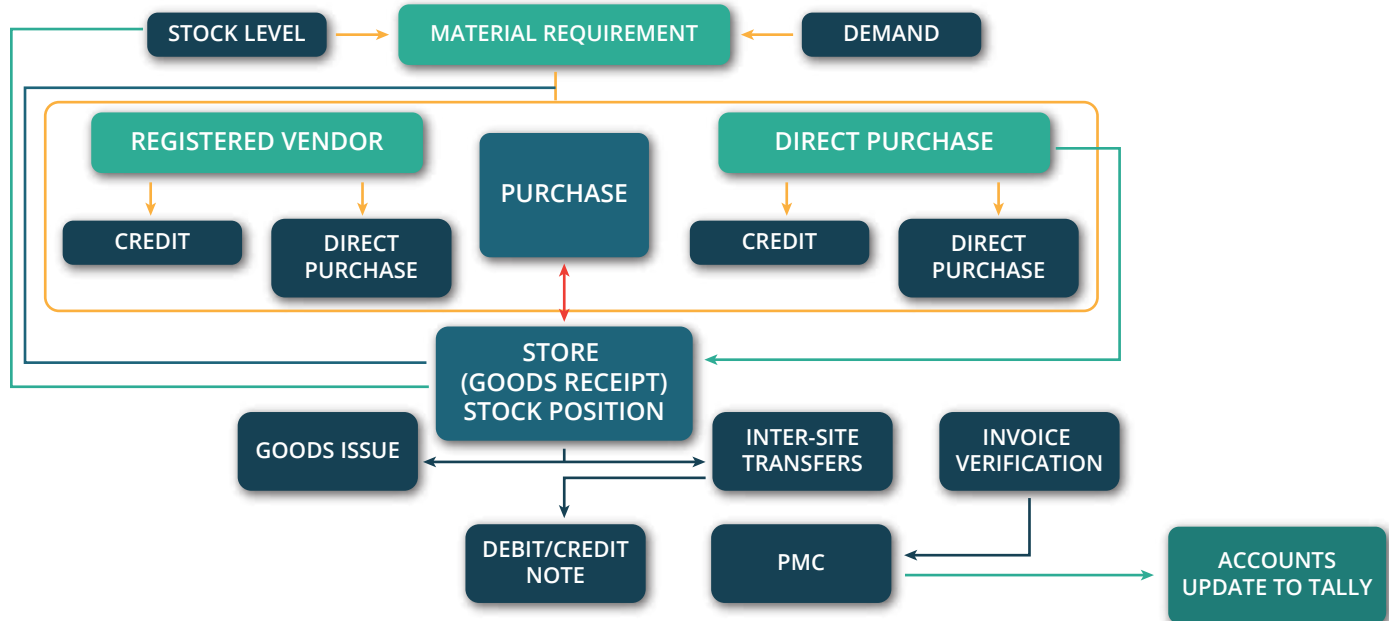 STOCK LEVEL
MATERIAL REQUIREMENT
DEMAND
REGISTERED VENDOR
PURCHASE
DIRECT PURCHASE
CREDIT
DIRECT
PURCHASE
CREDIT
DIRECT
PURCHASE
STORE
(GOODS RECEIPT)
STOCK POSITION
GOODS ISSUE
INTER-SITE
TRANSFERS
INVOICE
VERIFICATION
DEBIT/CREDIT
NOTE
PMC
ACCOUNTS
UPDATE TO TALLY